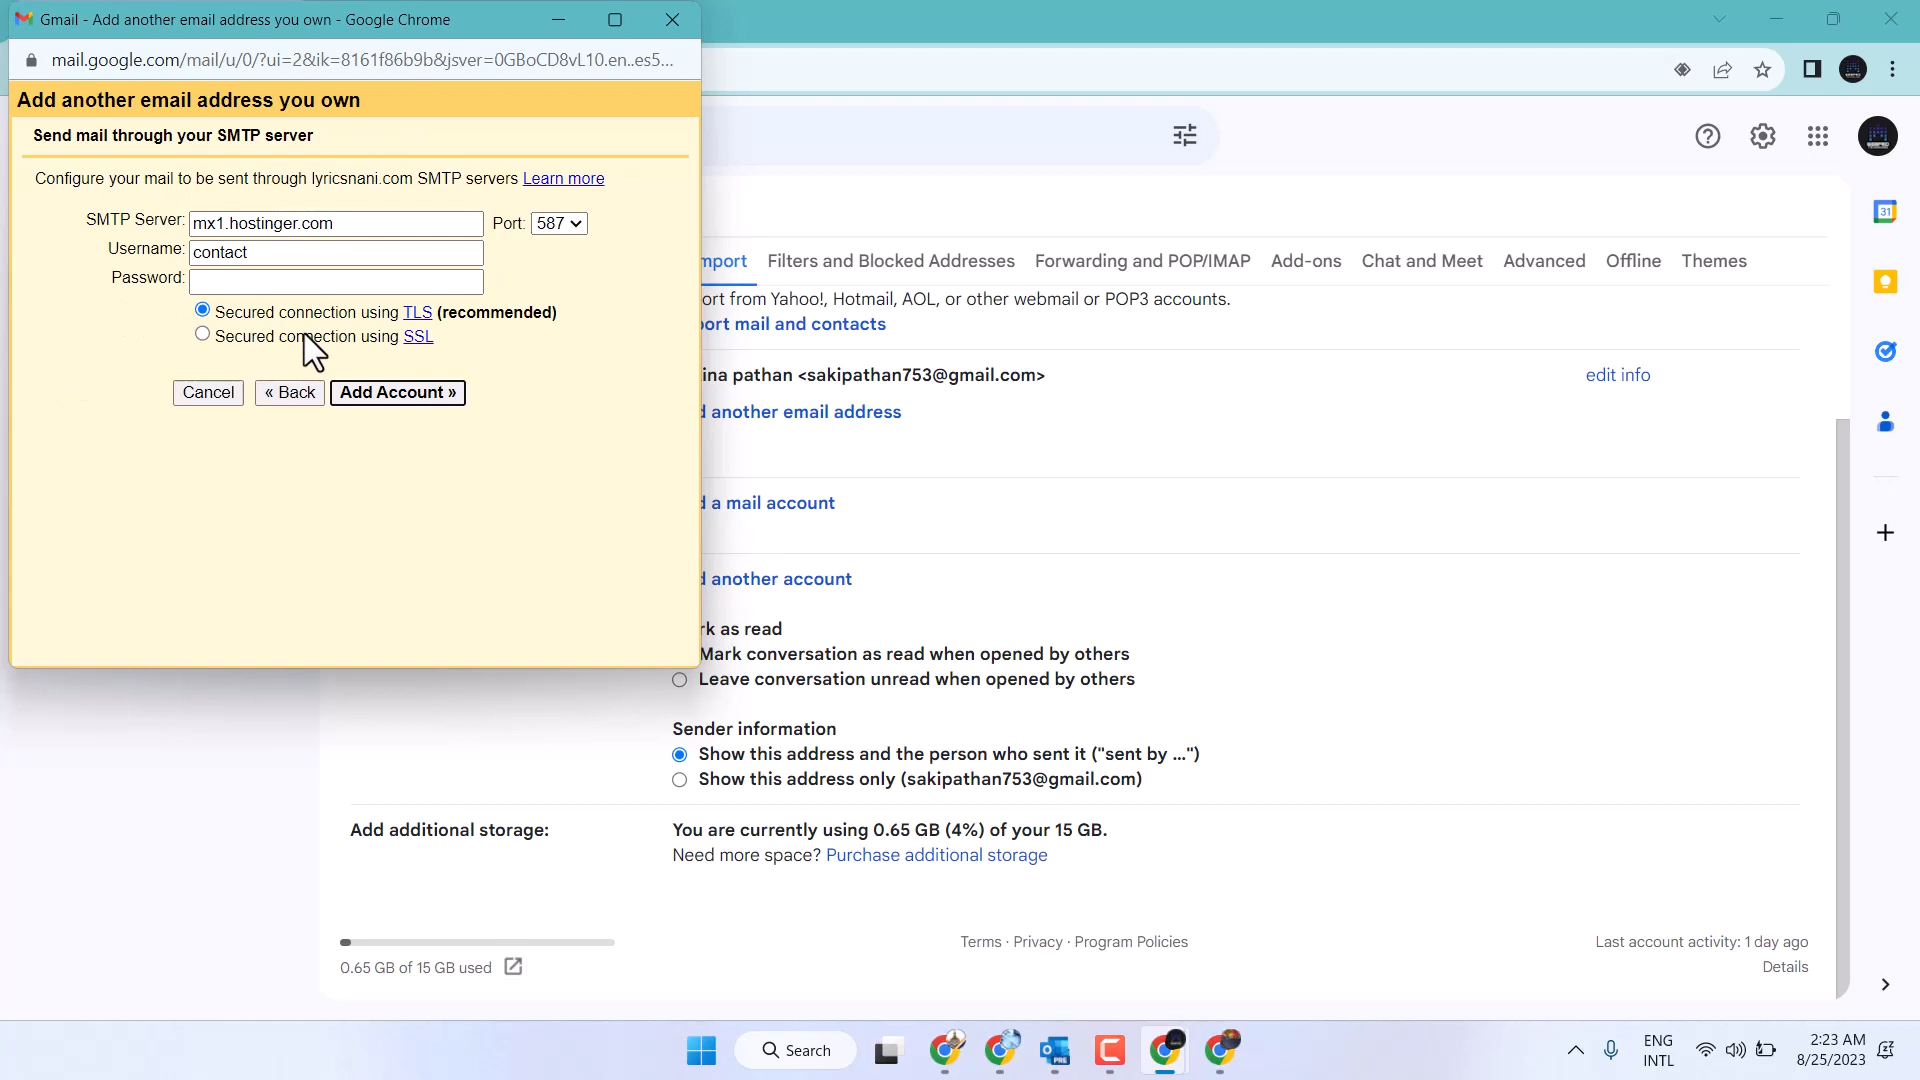 Gmail - Add another email address you own - Google Chrome
mail.google.com/mail/u/0/?ui=2&ik=8161f86b9b&jsver=0GBoCD8vL10.en..es5...
Add another email address you own
Send mail through your SMTP server
Configure your mail to be sent through lyricsnani.com SMTP servers Learn more
SMTP Server: mx1.hostinger.com Port: 587
Username: contact
Password:
Secured connection using TLS (recommended)
Secured connection using SSL
Cancel « Back Add Account »
mport Filters and Blocked Addresses Forwarding and POP/IMAP Add-ons Chat and Meet Advanced Offline Themes
ort from Yahoo!, Hotmail, AOL, or other webmail or POP3 accounts.
port mail and contacts
ina pathan <sakipathan753@gmail.com> edit info
d another email address
d a mail account
d another account
rk as read
Mark conversation as read when opened by others
Leave conversation unread when opened by others
Sender information
Show this address and the person who sent it ("sent by ...")
Show this address only (sakipathan753@gmail.com)
Add additional storage: You are currently using 0.65 GB (4%) of your 15 GB.
Need more space? Purchase additional storage
0.65 GB of 15 GB used
Terms · Privacy · Program Policies
Last account activity: 1 day ago
Details
31
Search
PRE
ENG
INTL
2:23 AM
8/25/2023